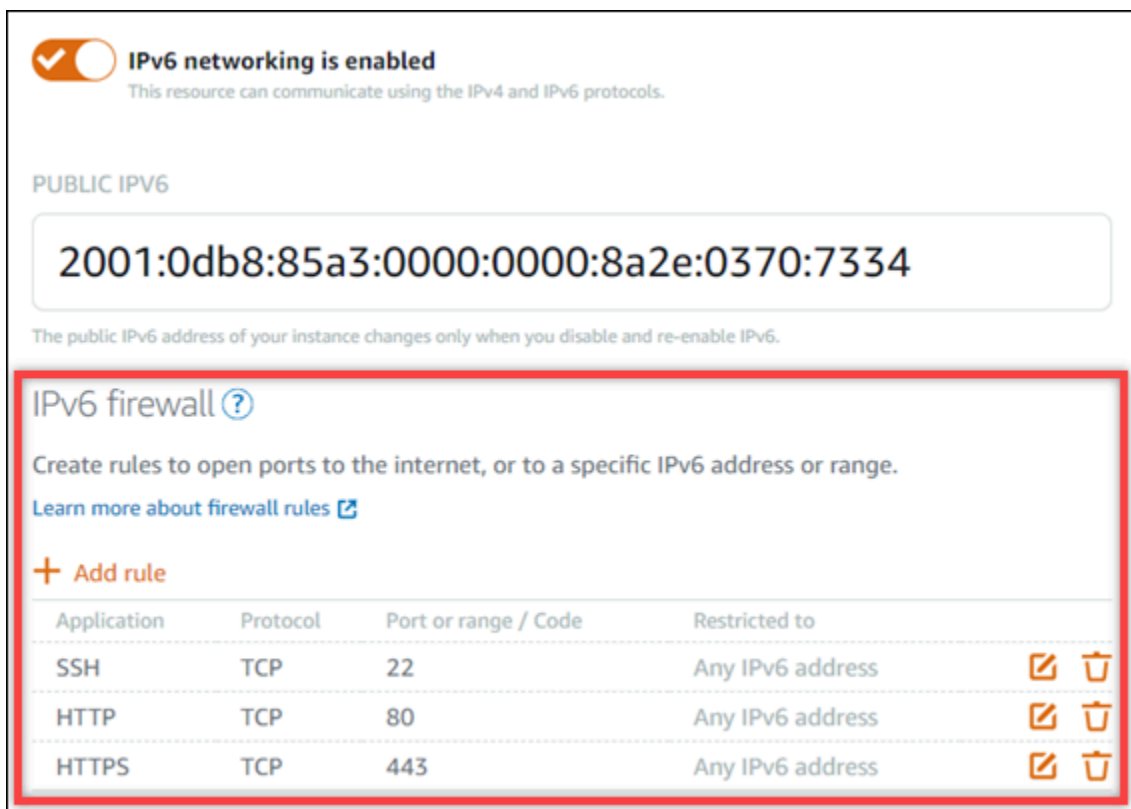 IPv6 networking is enabled
This resource can communicate using the IPv4 and IPv6 protocols.
PUBLIC IPV6
2001:0db8:85a3:0000:0000:8a2e:0370:7334
The public IPv6 address of your instance changes only when you disable and re-enable IPv6.
IPv6 firewall ?
Create rules to open ports to the internet, or to a specific IPv6 address or range.
Learn more about firewall rules
+ Add rule
Application Protocol Port or range / Code Restricted to
SSH TCP 22 Any IPv6 address
HTTP TCP 80 Any IPv6 address
HTTPS TCP 443 Any IPv6 address